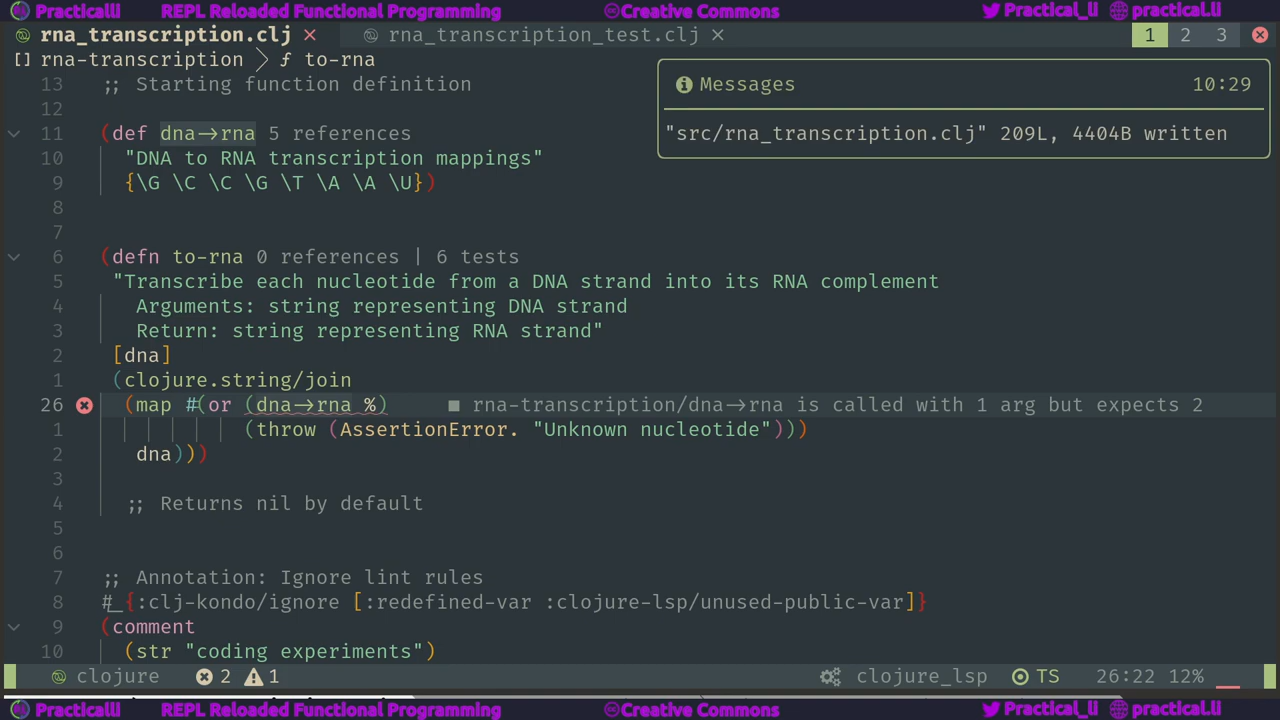 Practicalli REPL Reloaded Functional Programming Creative Commons Practical_li practical.li
rna_transcription.clj rna_transcription_test.clj 1 2 3
rna-transcription to-rna
13 ;; Starting function definition
Messages 10:29
"src/rna_transcription.clj" 209L, 4404B written
12
11 (def dna->rna 5 references
10 "DNA to RNA transcription mappings"
9 {\G \C \C \G \T \A \A \U})
8
7
6 (defn to-rna 0 references | 6 tests
5 "Transcribe each nucleotide from a DNA strand into its RNA complement
4 Arguments: string representing DNA strand
3 Return: string representing RNA strand"
2 [dna]
1 (clojure.string/join
26 (map #(or (dna->rna %) ■ rna-transcription/dna->rna is called with 1 arg but expects 2
1 (throw (AssertionError. "Unknown nucleotide")))
2 dna)))
3
4 ;; Returns nil by default
5
6
7 ;; Annotation: Ignore lint rules
8 #_{:clj-kondo/ignore [:redefined-var :clojure-lsp/unused-public-var]}
9 (comment
10 (str "coding experiments")
clojure 2 1 clojure_lsp TS 26:22 12%
Practicalli REPL Reloaded Functional Programming Creative Commons Practical_li practical.li